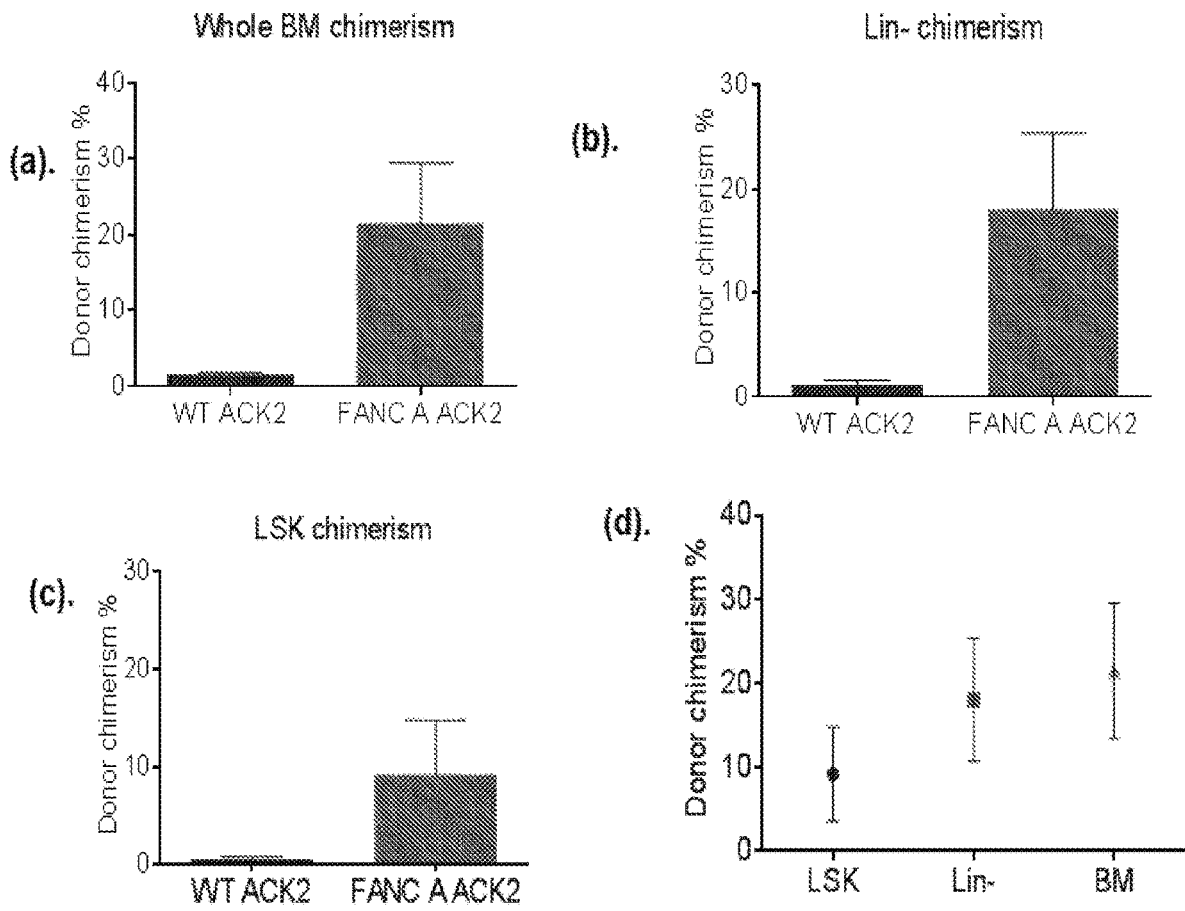 Whole BM chimerism
(a).
Donor chimerism %
40
30
20
10
0
WT ACK2 FANC A ACK2
Lin- chimerism
(b).
Donor chimerism %
30
20
10
0
WT ACK2 FANC A ACK2
LSK chimerism
(c).
Donor chimerism %
30
20
10
0
WT ACK2 FANC A ACK2
(d).
Donor chimerism %
40
30
20
10
0
LSK Lin- BM